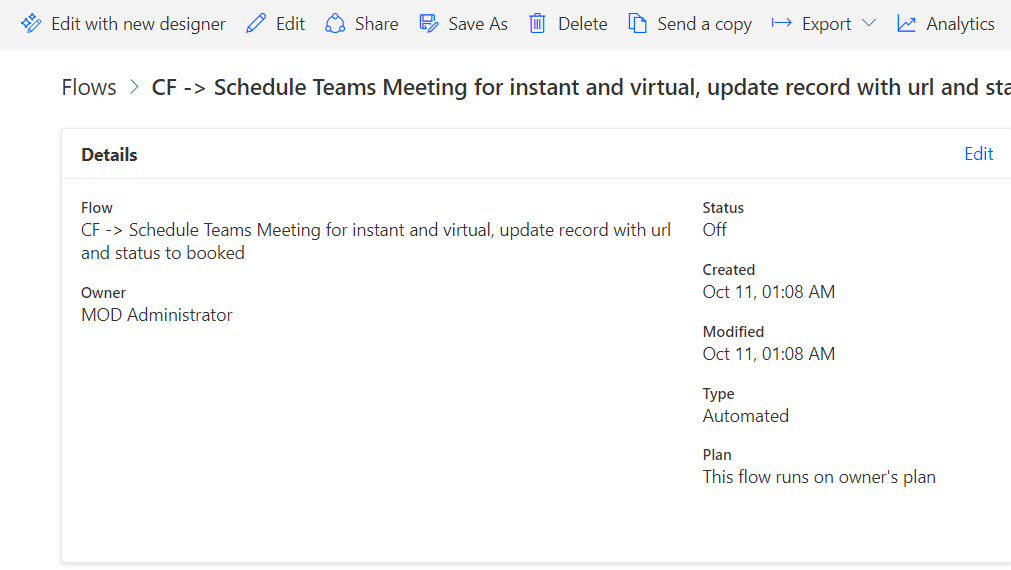 Edit with new designer Edit Share Save As Delete Send a copy Export Analytics
Flows > CF -> Schedule Teams Meeting for instant and virtual, update record with url and
Details Edit
Flow
CF -> Schedule Teams Meeting for instant and virtual, update record with url
and status to booked
Owner
MOD Administrator
Status
Off
Created
Oct 11, 01:08 AM
Modified
Oct 11, 01:08 AM
Type
Automated
Plan
This flow runs on owner's plan